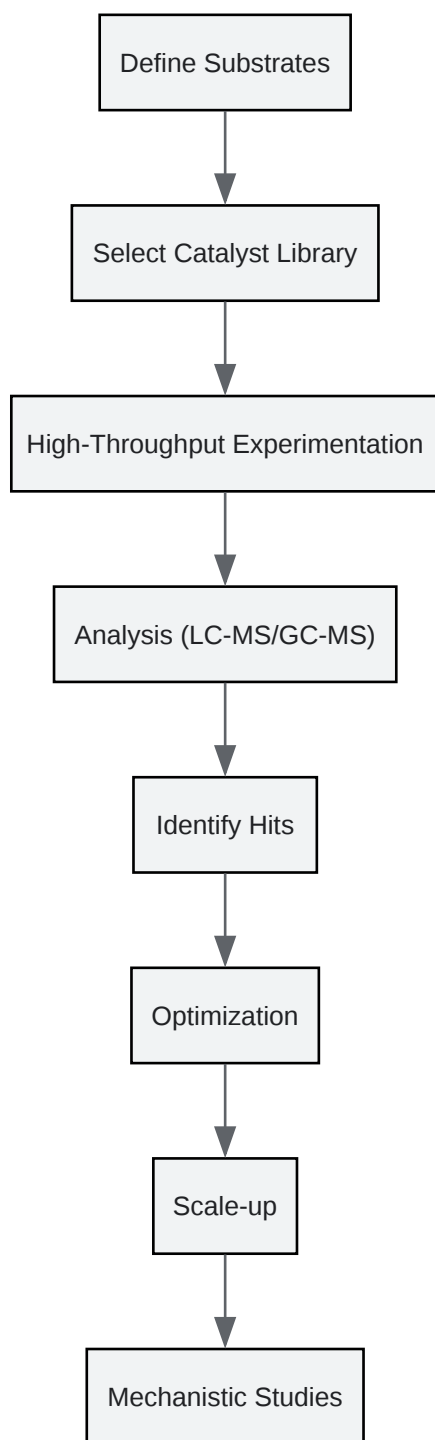 Define Substrates
Select Catalyst Library
High-Throughput Experimentation
Analysis (LC-MS/GC-MS)
Identify Hits
Optimization
Scale-up
Mechanistic Studies